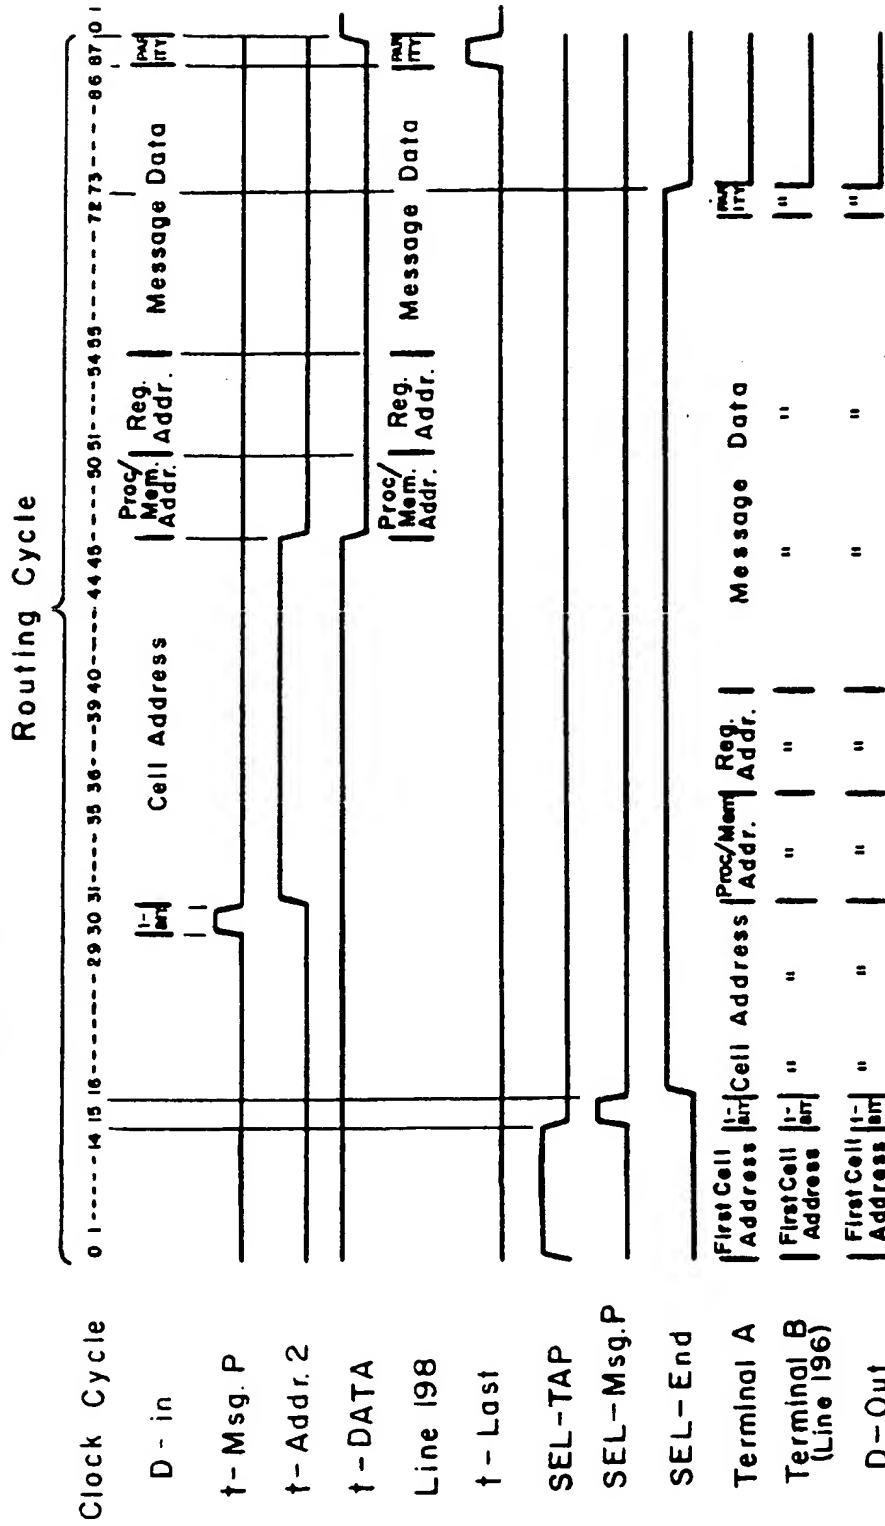 Routing Cycle
Clock Cycle 0 1 ----- 14 15 16 ------- 29 30 31 ---- 35 36 --- 39 40 ---- 44 45 ---- 50 51 ---- 54 55 ------- 72 73 ----- 86 87 0 1
D-in 1-BIT Cell Address Proc/Mem. Addr. Reg. Addr. Message Data PARITY
t-Msg. P
t-Addr. 2
t-DATA
Line 198 Proc/Mem. Addr. Reg. Addr. Message Data PARITY
t-Last
SEL-TAP
SEL-Msg.P
SEL-End
Terminal A First Cell Address 1-BIT Cell Address Proc/Mem Addr. Reg. Addr. Message Data PARITY
Terminal B (Line 196) First Cell Address 1-BIT " " " " " " "
D-Out First Cell Address 1-BIT " " " " " " "